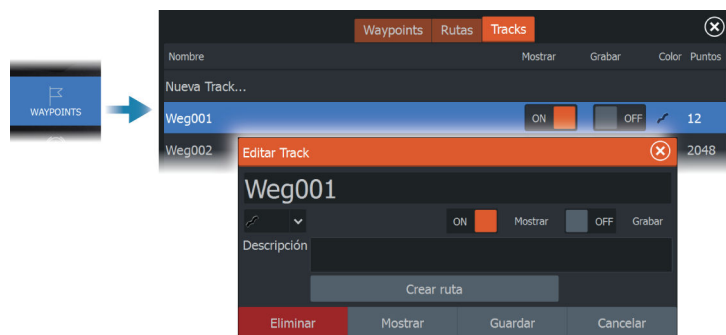 Waypoints Rutas Tracks
Nombre Mostrar Grabar Color Puntos
Nueva Track...
WAYPOINTS
Weg001 ON OFF 12
Weg002 2048
Editar Track
Weg001
ON Mostrar OFF Grabar
Descripción
Crear ruta
Eliminar Mostrar Guardar Cancelar